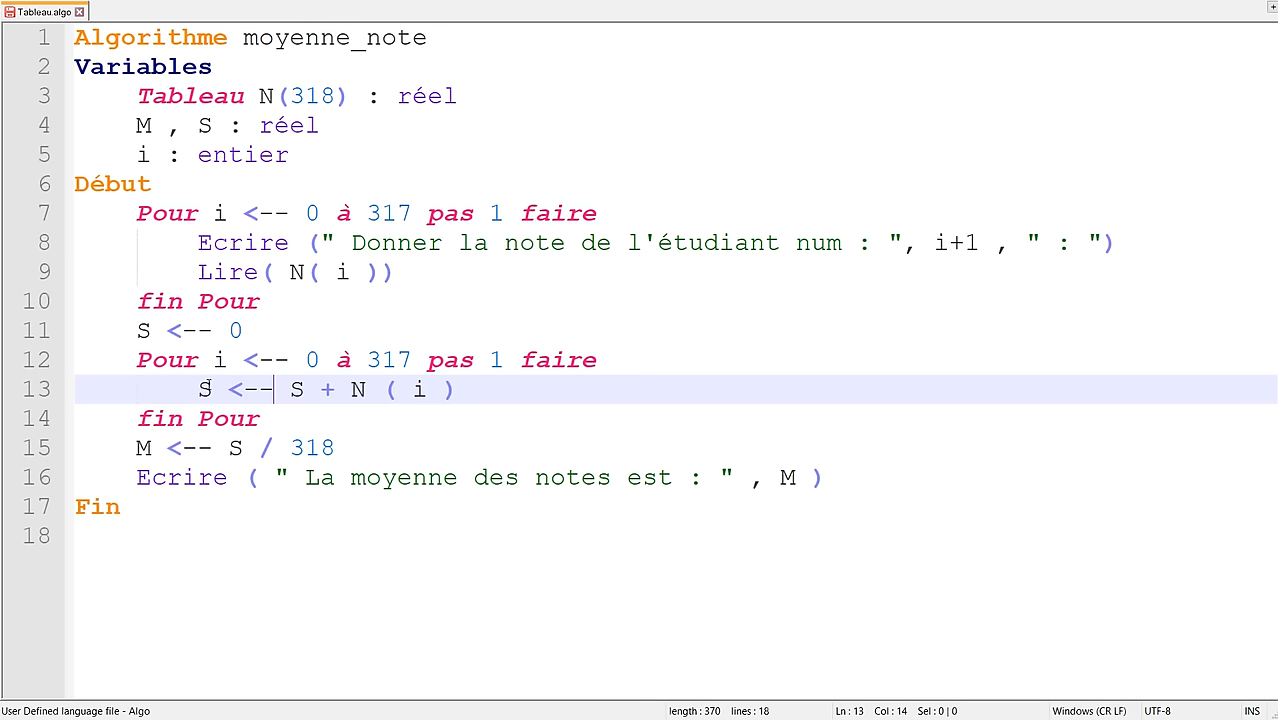 Tableau.algo
1 Algorithme moyenne_note
2 Variables
3 Tableau N(318) : réel
4 M , S : réel
5 i : entier
6 Début
7 Pour i <-- 0 à 317 pas 1 faire
8 Ecrire (" Donner la note de l'étudiant num : ", i+1 , " : ")
9 Lire( N( i ))
10 fin Pour
11 S <-- 0
12 Pour i <-- 0 à 317 pas 1 faire
13 S <-- S + N ( i )
14 fin Pour
15 M <-- S / 318
16 Ecrire ( " La moyenne des notes est : " , M )
17 Fin
18
User Defined language file - Algo length : 370 lines : 18 Ln : 13 Col : 14 Sel : 0 | 0 Windows (CR LF) UTF-8 INS